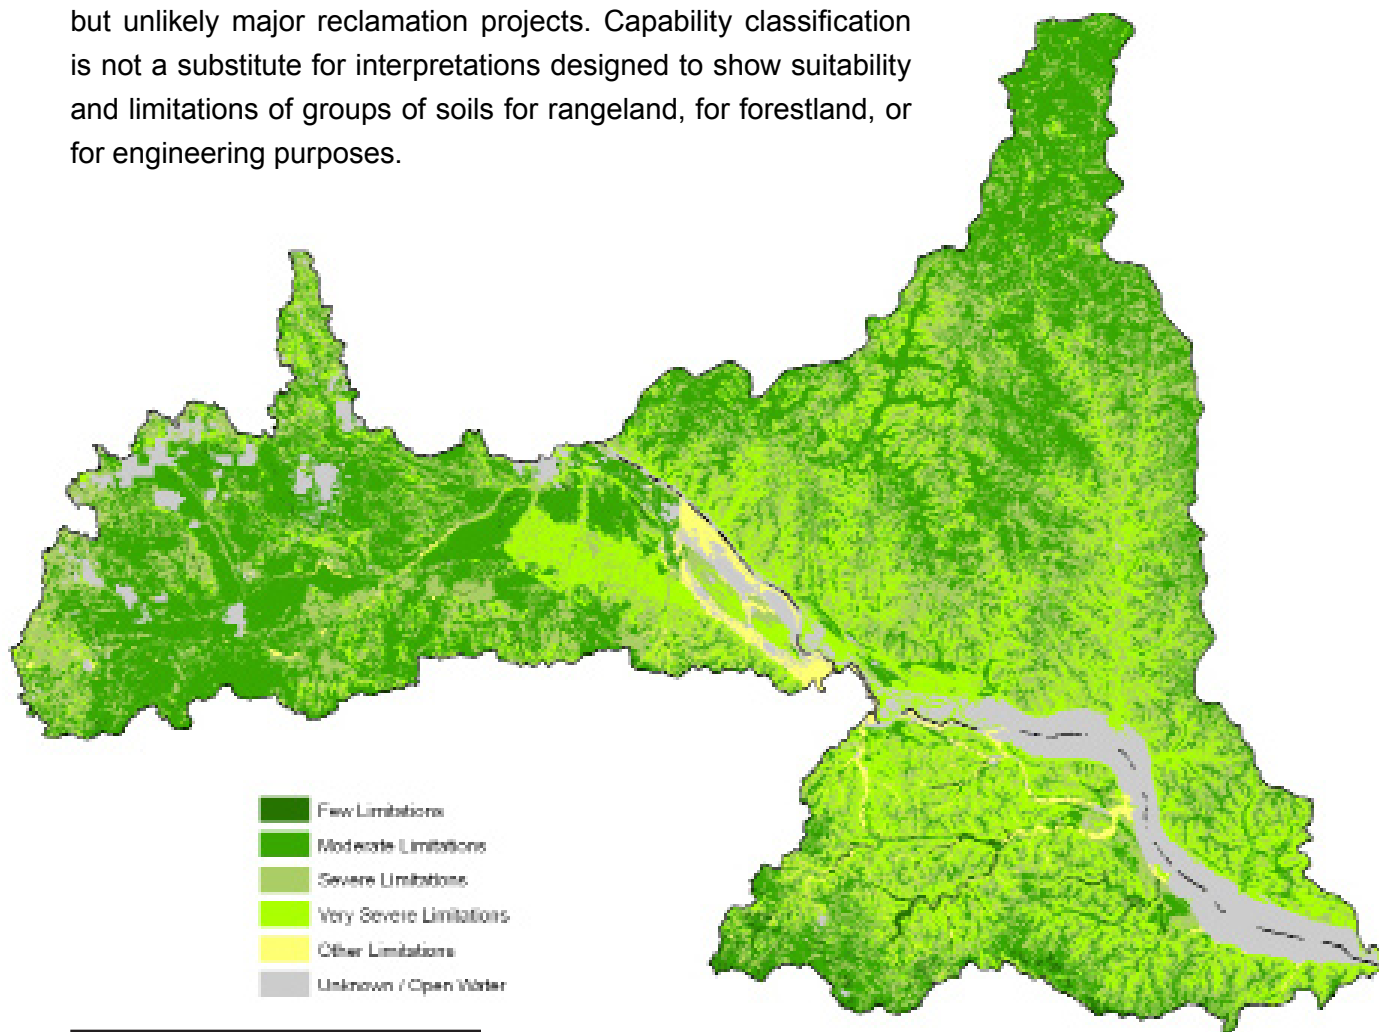 but unlikely major reclamation projects. Capability classification
is not a substitute for interpretations designed to show suitability
and limitations of groups of soils for rangeland, for forestland, or
for engineering purposes.
Few Limitations
Moderate Limitations
Severe Limitations
Very Severe Limitations
Other Limitations
Unknown / Open Water